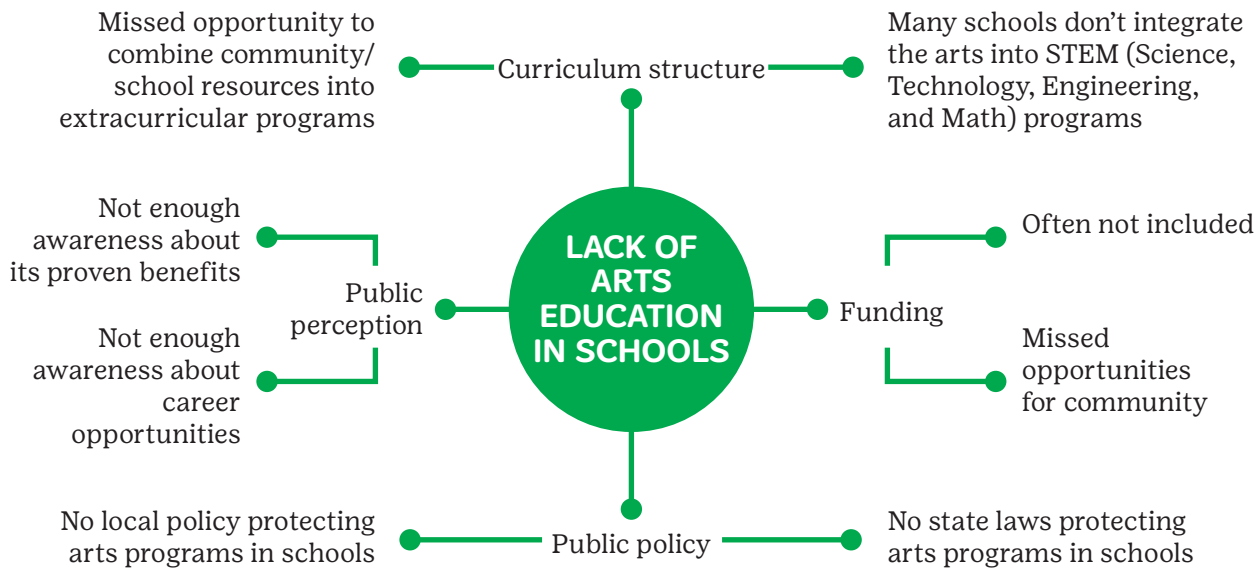 Missed opportunity to
combine community/
school resources into
extracurricular programs
Curriculum structure
Many schools don’t integrate
the arts into STEM (Science,
Technology, Engineering,
and Math) programs
Not enough
awareness about
its proven benefits
Not enough
awareness about
career
opportunities
Public
perception
LACK OF
ARTS
EDUCATION
IN SCHOOLS
Funding
Often not included
Missed
opportunities
for community
No local policy protecting
arts programs in schools
Public policy
No state laws protecting
arts programs in schools